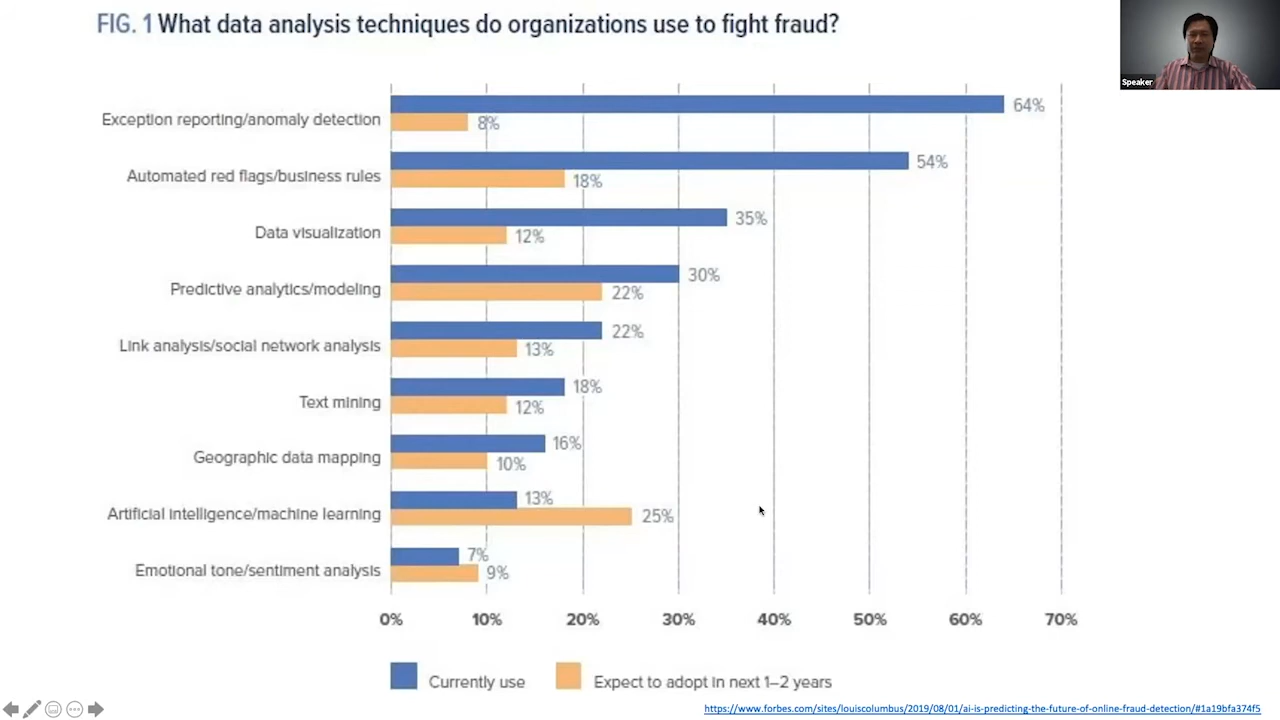 FIG. 1 What data analysis techniques do organizations use to fight fraud?
Speaker
Exception reporting/anomaly detection
64%
8%
Automated red flags/business rules
54%
18%
Data visualization
35%
12%
Predictive analytics/modeling
30%
22%
Link analysis/social network analysis
22%
13%
Text mining
18%
12%
Geographic data mapping
16%
10%
Artificial intelligence/machine learning
13%
25%
Emotional tone/sentiment analysis
7%
9%
0% 10% 20% 30% 40% 50% 60% 70%
Currently use Expect to adopt in next 1–2 years
https://www.forbes.com/sites/louiscolumbus/2019/08/01/ai-is-predicting-the-future-of-online-fraud-detection/#1a19bfa374f5